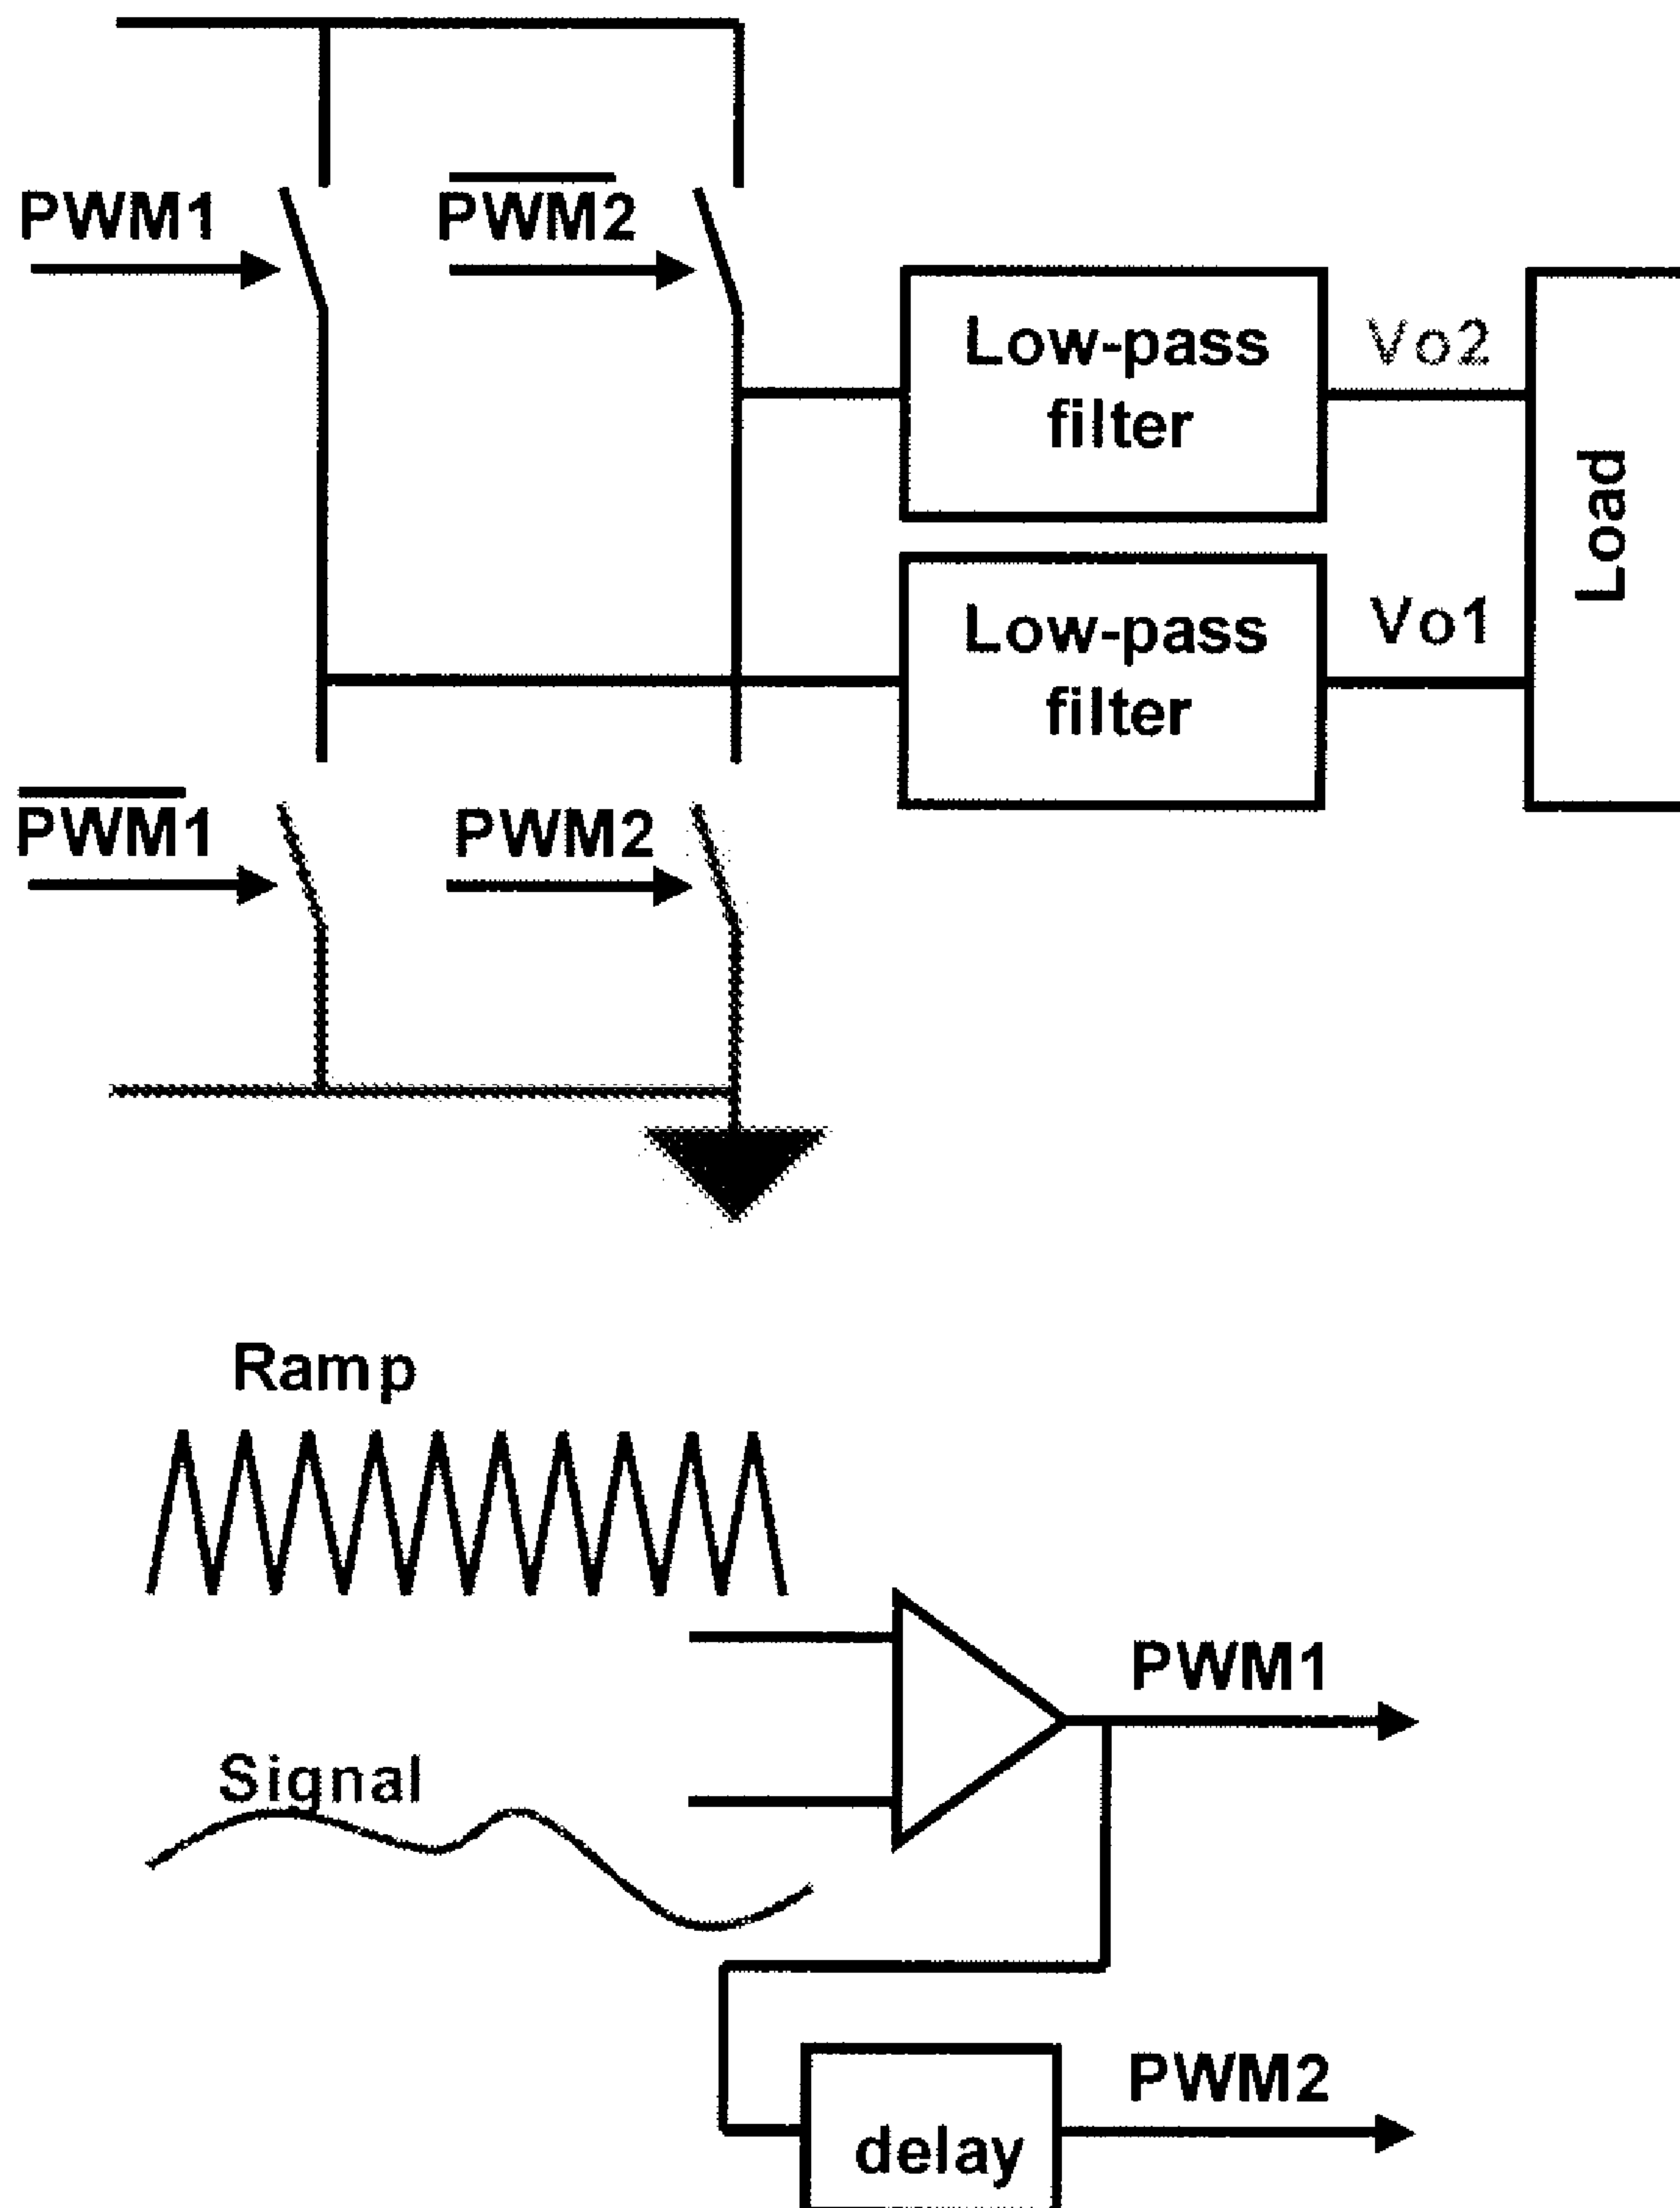 PWM1
PWM2
Low-pass
filter
Vo2
Low-pass
filter
Vo1
Load
PWM1
PWM2
Ramp
Signal
PWM1
PWM2
delay